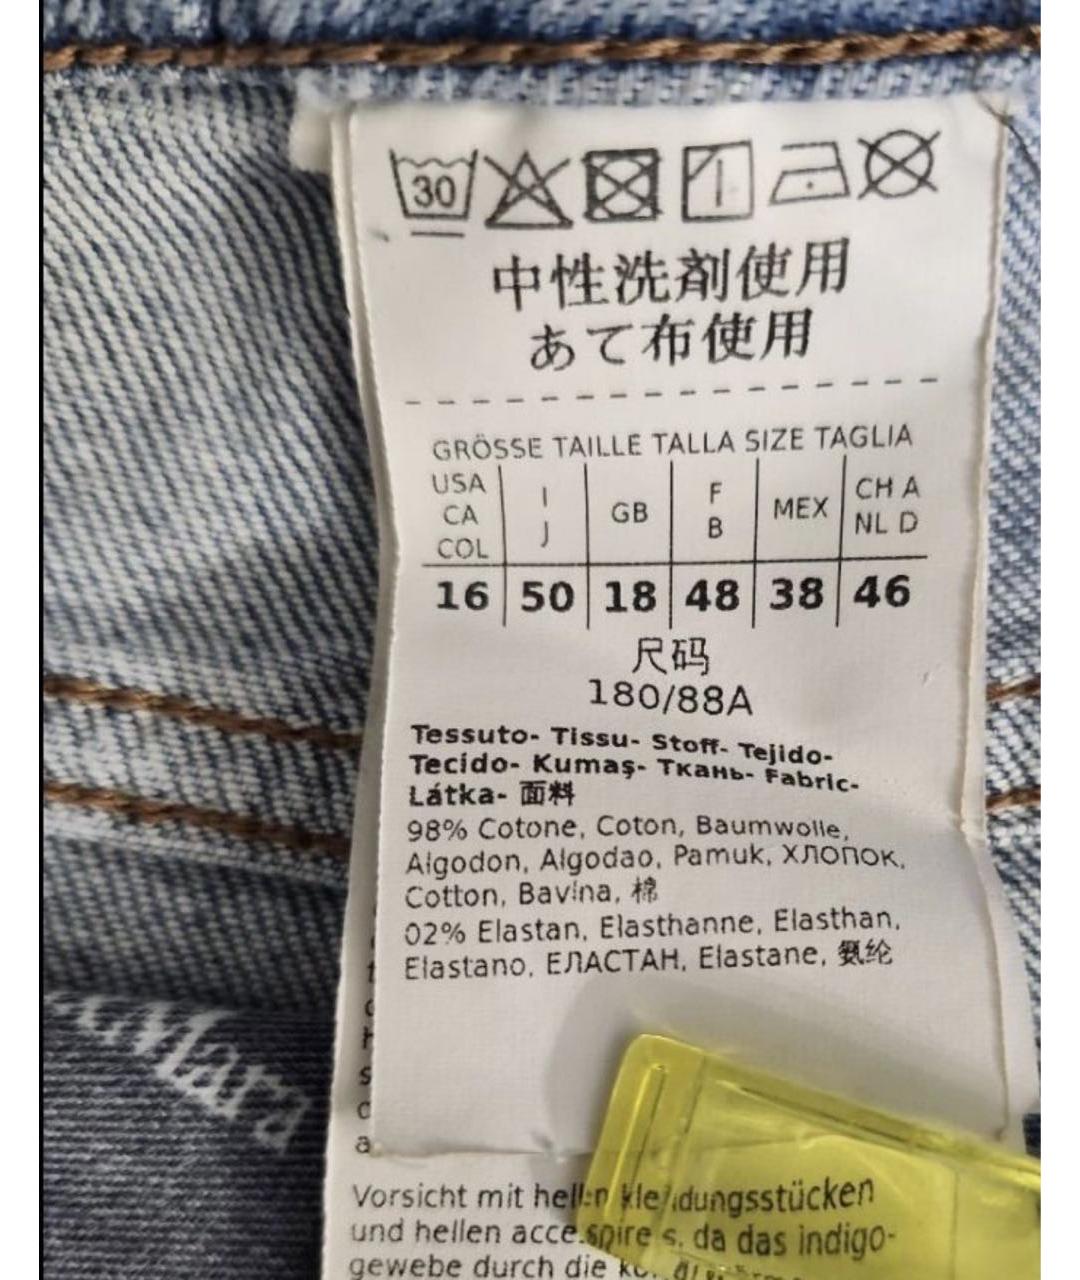 30
中性洗剤使用
あて布使用
GRÖSSE TAILLE TALLA SIZE TAGLIA
USA CA COL | I J | GB | F B | MEX | CH A NL D
16 | 50 | 18 | 48 | 38 | 46
尺码
180/88A
Tessuto- Tissu- Stoff- Tejido-
Tecido- Kumaş- Ткань- Fabric-
Látka- 面料
98% Cotone, Coton, Baumwolle,
Algodon, Algodao, Pamuk, ХЛОПОК,
Cotton, Bavlna, 棉
02% Elastan, Elasthanne, Elasthan,
Elastano, ЕЛАСТАН, Elastane, 氨纶
Vorsicht mit hellen kleidungsstücken
und hellen da das indigo-
gewebe durch die